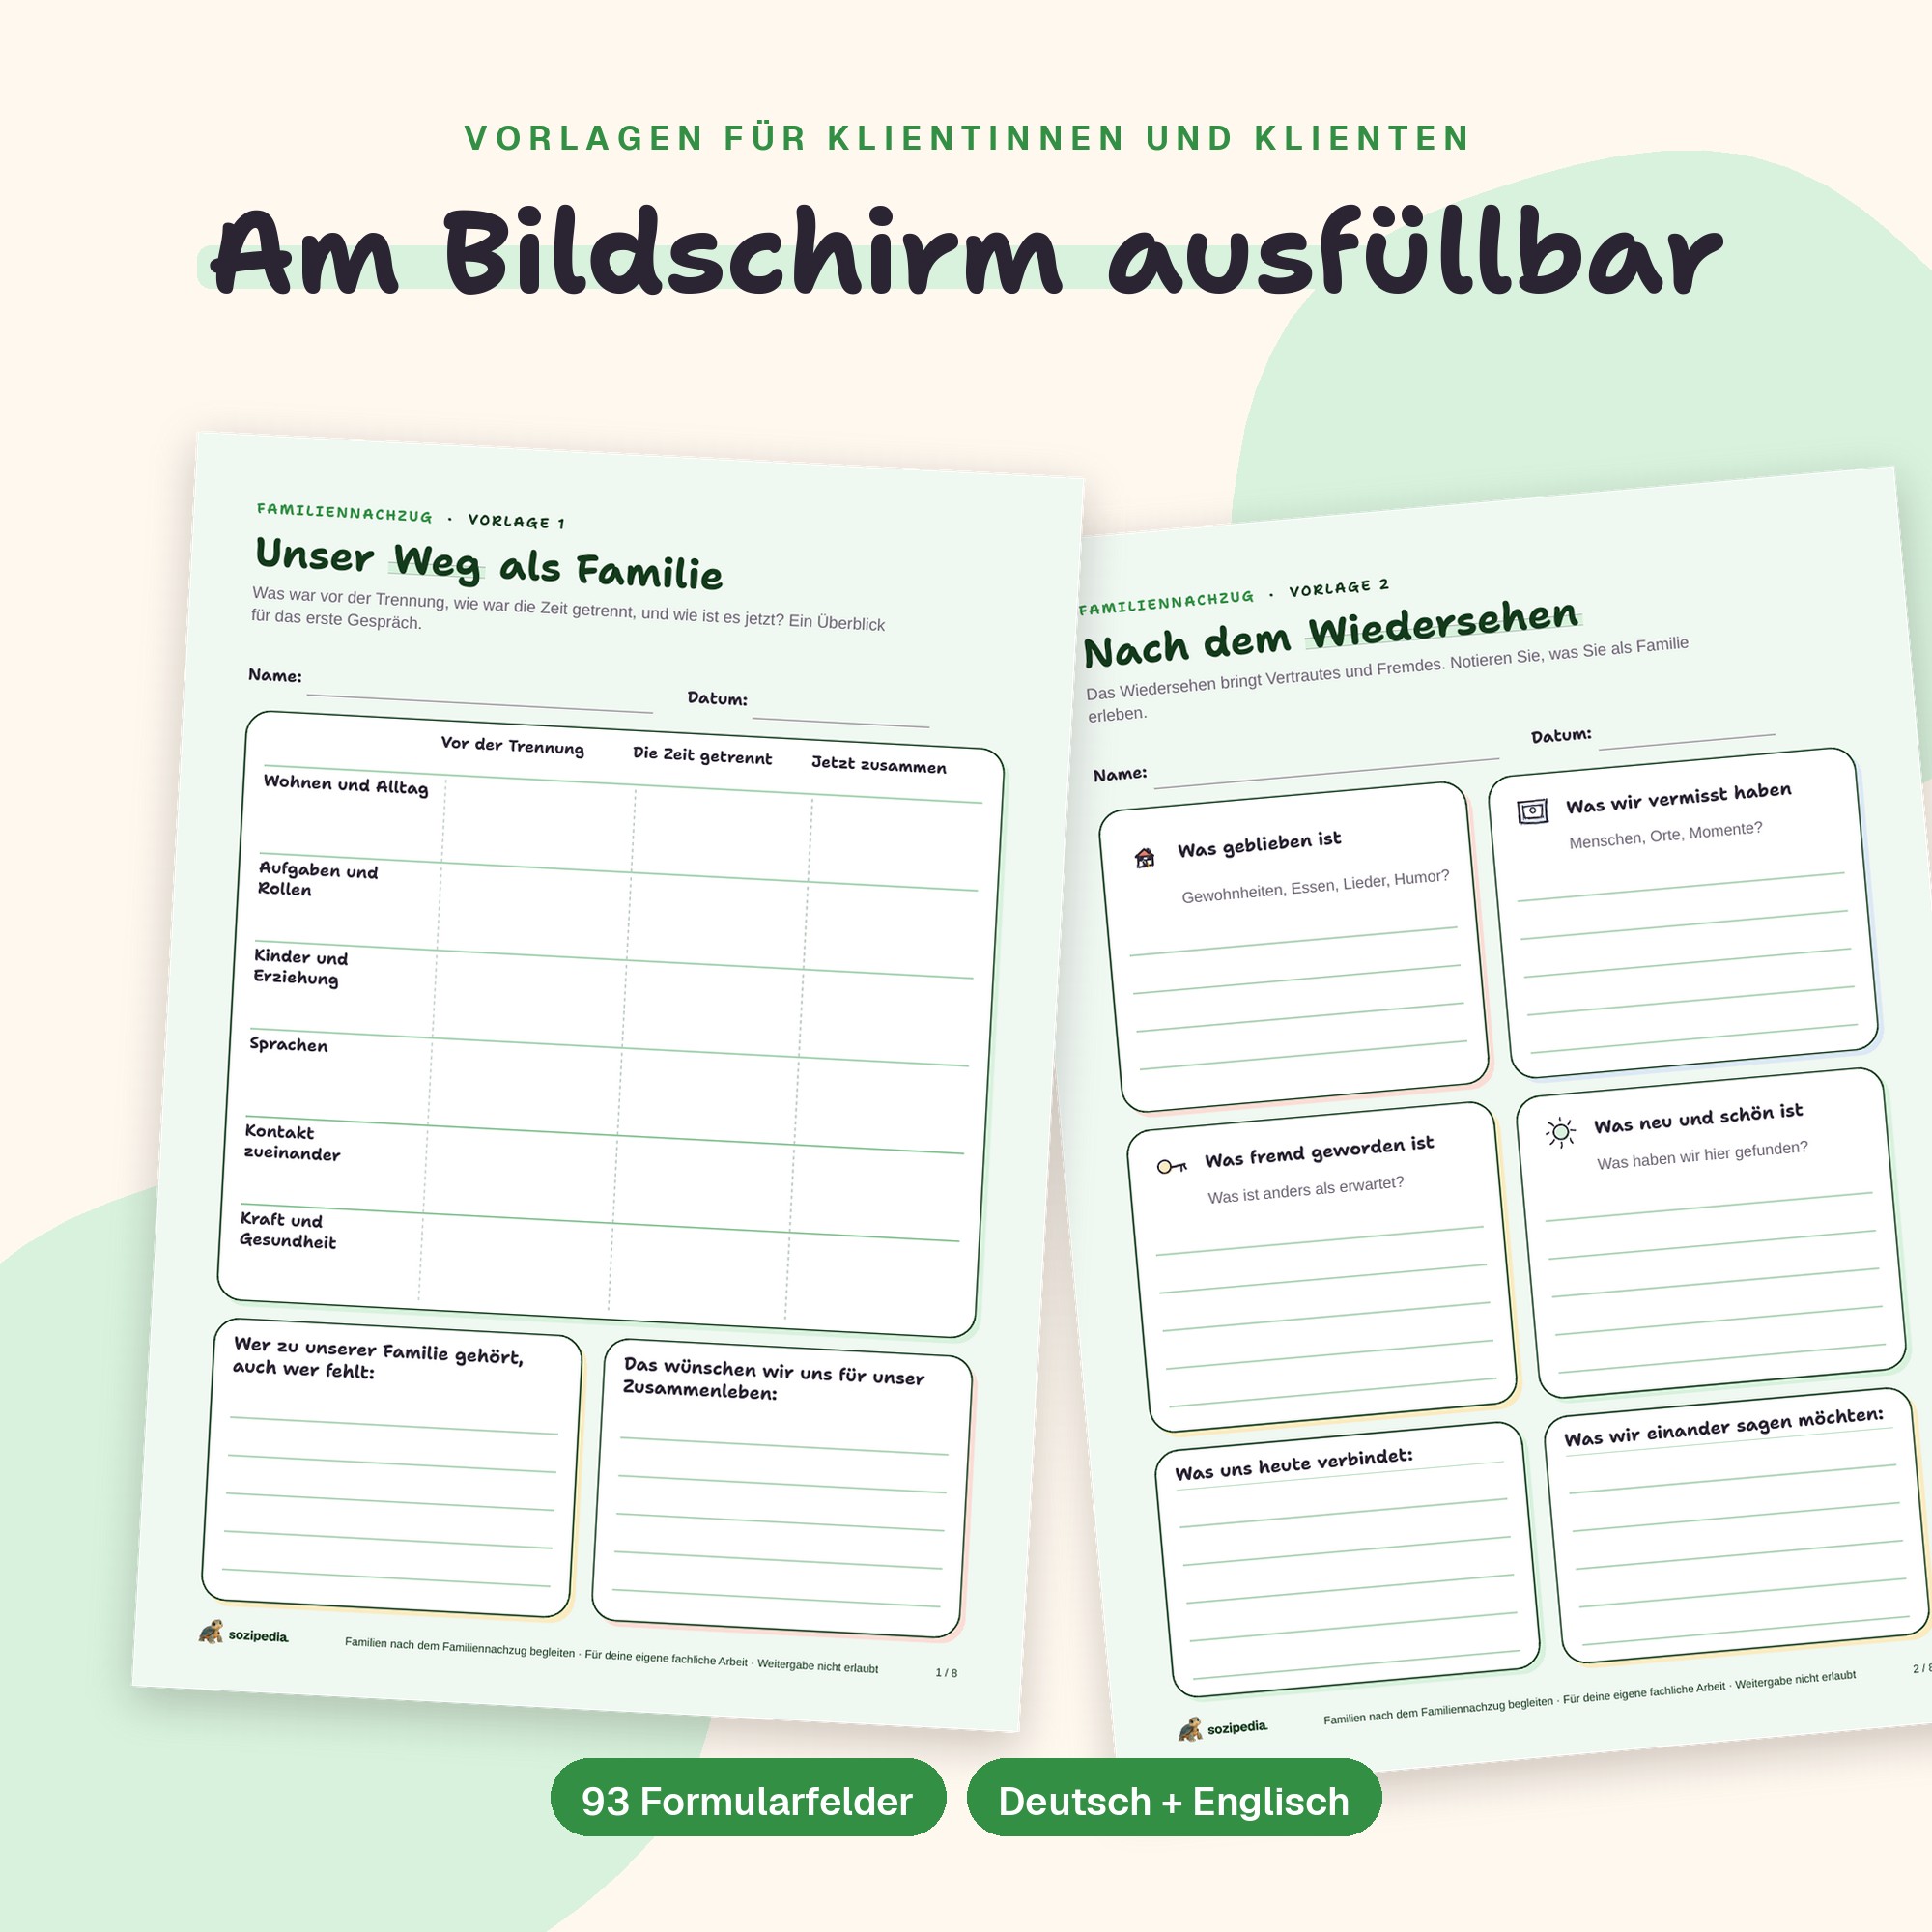 VORLAGEN FÜR KLIENTINNEN UND KLIENTEN
Am Bildschirm ausfüllbar
FAMILIENNACHZUG · VORLAGE 1
Unser Weg als Familie
Was war vor der Trennung, wie war die Zeit getrennt, und wie ist es jetzt? Ein Überblick
für das erste Gespräch.
Name:
Datum:
Vor der Trennung
Die Zeit getrennt
Jetzt zusammen
Wohnen und Alltag
Aufgaben und
Rollen
Kinder und
Erziehung
Sprachen
Kontakt
zueinander
Kraft und
Gesundheit
Wer zu unserer Familie gehört,
auch wer fehlt:
Das wünschen wir uns für unser
Zusammenleben:
sozipedia.
Familien nach dem Familiennachzug begleiten · Für deine eigene fachliche Arbeit · Weitergabe nicht erlaubt
1 / 8
FAMILIENNACHZUG · VORLAGE 2
Nach dem Wiedersehen
Das Wiedersehen bringt Vertrautes und Fremdes. Notieren Sie, was Sie als Familie
erleben.
Name:
Datum:
Was geblieben ist
Gewohnheiten, Essen, Lieder, Humor?
Was wir vermisst haben
Menschen, Orte, Momente?
Was fremd geworden ist
Was ist anders als erwartet?
Was neu und schön ist
Was haben wir hier gefunden?
Was uns heute verbindet:
Was wir einander sagen möchten:
sozipedia.
Familien nach dem Familiennachzug begleiten · Für deine eigene fachliche Arbeit · Weitergabe nicht erlaubt
2 / 8
93 Formularfelder
Deutsch + Englisch